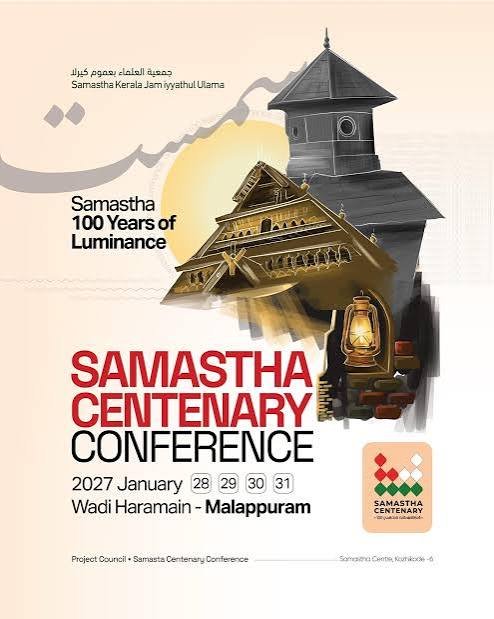 جمعية العلماء بعموم كيرلا
Samastha Kerala Jam iyyathul Ulama
سمست
Samastha
100 Years of
Luminance
SAMASTHA
CENTENARY
CONFERENCE
2027 January 28 29 30 31
Wadi Haramain - Malappuram
SAMASTHA
CENTENARY
Project Council • Samasta Centenary Conference
Samastha Centre, Kozhikode -6